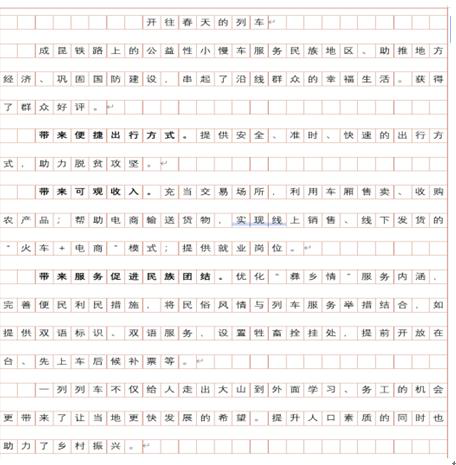 开往春天的列车
成昆铁路上的公益性小慢车服务民族地区、助推地方
经济、巩固国防建设，串起了沿线群众的幸福生活。获得
了群众好评。
带来便捷出行方式。提供安全、准时、快速的出行方
式，助力脱贫攻坚。
带来可观收入。充当交易场所，利用车厢售卖、收购
农产品；帮助电商输送货物，实现线上销售、线下发货的
“火车+电商”模式；提供就业岗位。
带来服务促进民族团结。优化“彝乡情”服务内涵，
完善便民利民措施，将民俗风情与列车服务举措结合，如
提供双语标识、双语服务，设置牲畜拴挂处，提前开放在
台、先上车后候补票等。
一列列车不仅给人走出大山到外面学习、务工的机会
更带来了让当地更快发展的希望。提升人口素质的同时也
助力了乡村振兴。